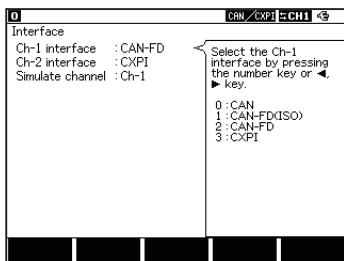 0 CAN/CXPI CH1
Interface
Ch-1 interface :CAN-FD
Ch-2 interface :CXPI
Simulate channel :Ch-1
Select the Ch-1
interface by pressing
the number key or ◀,
▶ key.
0:CAN
1:CAN-FD(ISO)
2:CAN-FD
3:CXPI